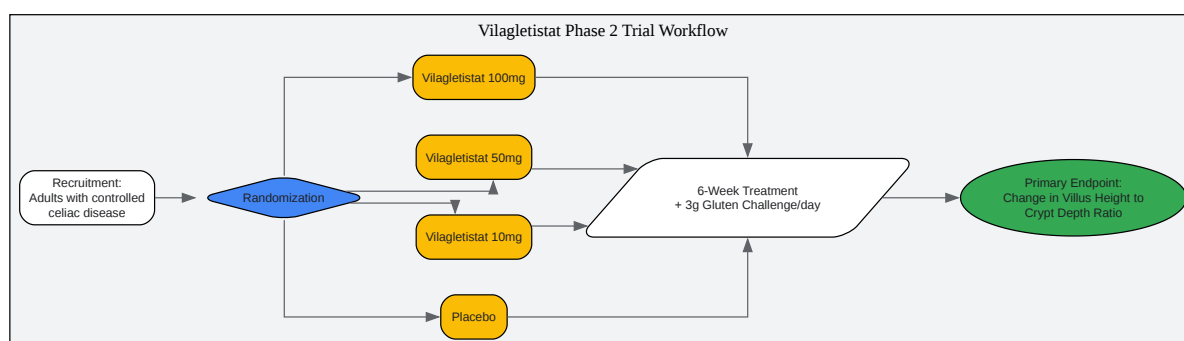 Vilagletistat Phase 2 Trial Workflow
Vilagletistat 100mg
Vilagletistat 50mg
Recruitment:
Adults with controlled
celiac disease
Randomization
6-Week Treatment
+ 3g Gluten Challenge/day
Primary Endpoint:
Change in Villus Height to
Crypt Depth Ratio
Vilagletistat 10mg
Placebo